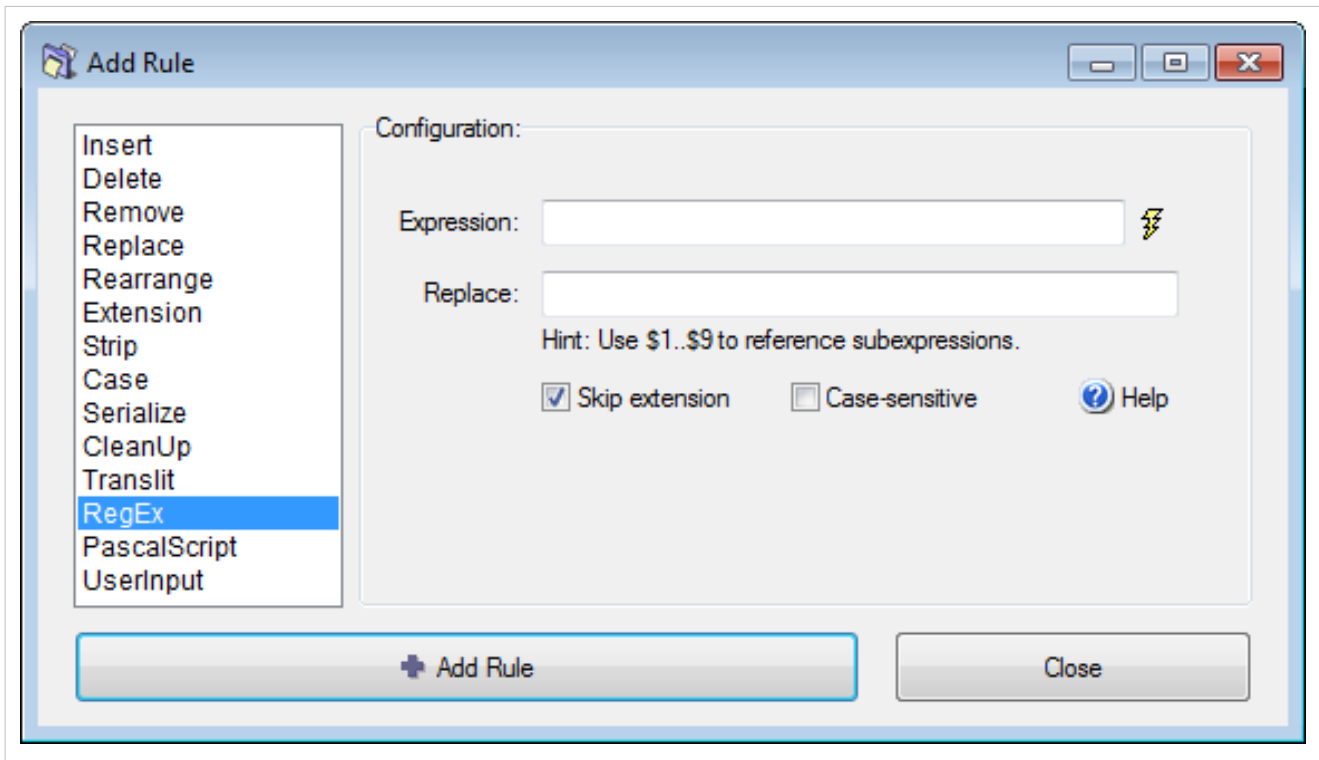 Add Rule
Insert
Delete
Remove
Replace
Rearrange
Extension
Strip
Case
Serialize
CleanUp
Translit
RegEx
PascalScript
UserInput
Configuration:
Expression:
Replace:
Hint: Use $1..$9 to reference subexpressions.
Skip extension Case-sensitive Help
Add Rule Close